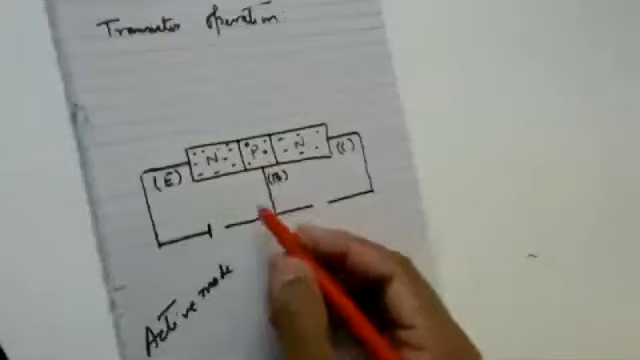 Transistor operation:
N P N
(E) (B) (C)
Active mode